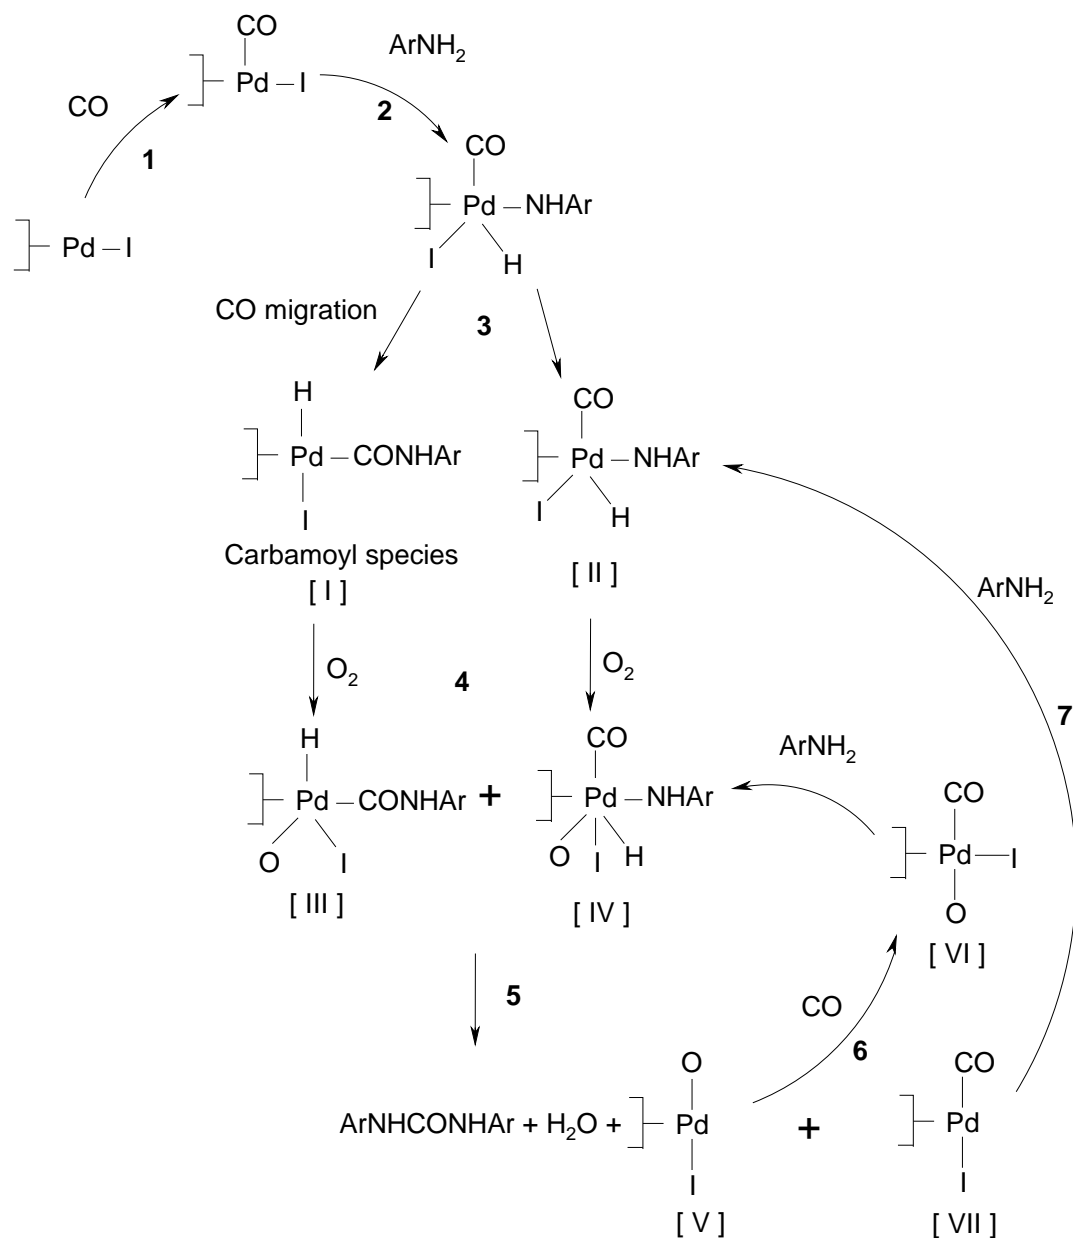 CO
Pd
I
ArNH2
CO
2
1
CO
Pd
NHAr
I
H
Pd
I
CO migration
3
H
CO
Pd
CONHAr
Pd
NHAr
I
I
H
Carbamoyl species
[ I ]
[ II ]
ArNH2
O2
4
O2
7
H
CO
ArNH2
Pd
CONHAr
+
Pd
NHAr
CO
O
I
O
I
H
Pd
I
[ III ]
[ IV ]
O
[ VI ]
5
CO
6
O
CO
ArNHCONHAr + H2O +
Pd
+
Pd
I
I
[ V ]
[ VII ]